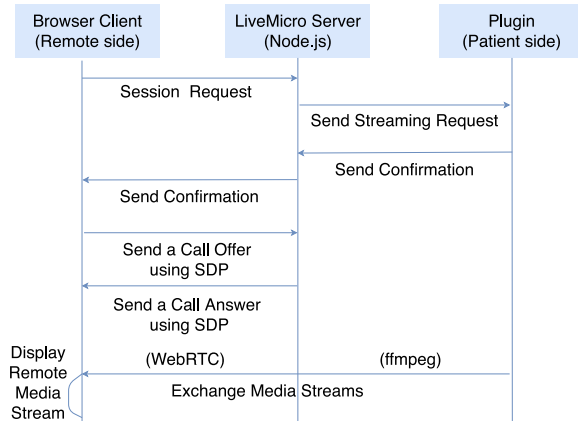 Browser Client
(Remote side)
LiveMicro Server
(Node.js)
Plugin
(Patient side)
Session Request
Send Streaming Request
Send Confirmation
Send Confirmation
Send a Call Offer
using SDP
Send a Call Answer
using SDP
Display
Remote
Media
Stream
(WebRTC)
(ffmpeg)
Exchange Media Streams